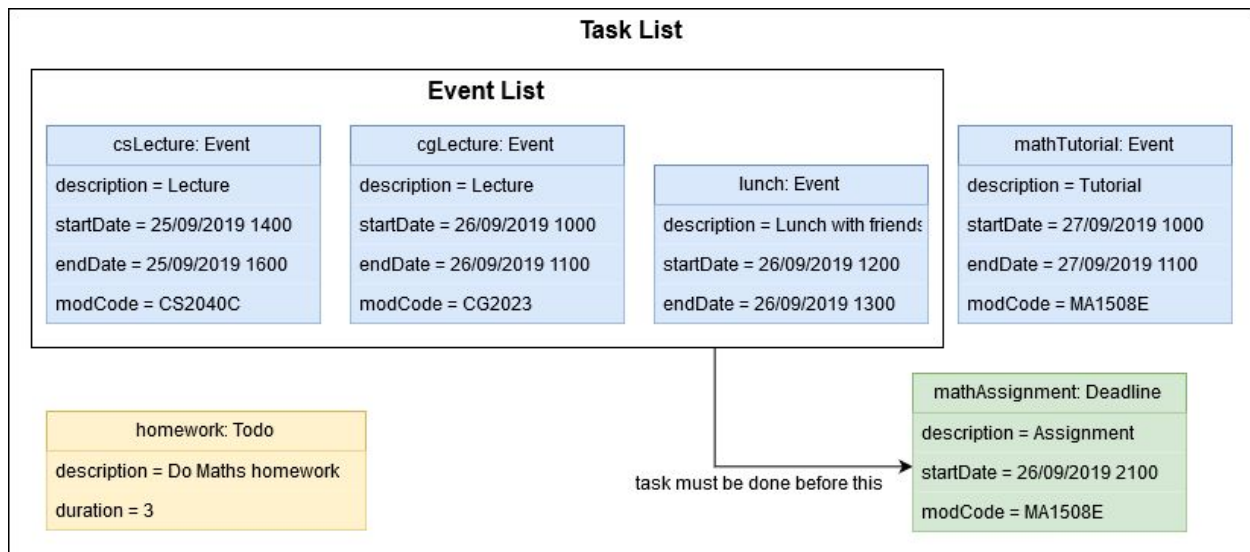 Task List
Event List
csLecture: Event
description = Lecture
startDate = 25/09/2019 1400
endDate = 25/09/2019 1600
modCode = CS2040C
cgLecture: Event
description = Lecture
startDate = 26/09/2019 1000
endDate = 26/09/2019 1100
modCode = CG2023
lunch: Event
description = Lunch with friends
startDate = 26/09/2019 1200
endDate = 26/09/2019 1300
mathTutorial: Event
description = Tutorial
startDate = 27/09/2019 1000
endDate = 27/09/2019 1100
modCode = MA1508E
homework: Todo
description = Do Maths homework
duration = 3
task must be done before this
mathAssignment: Deadline
description = Assignment
startDate = 26/09/2019 2100
modCode = MA1508E